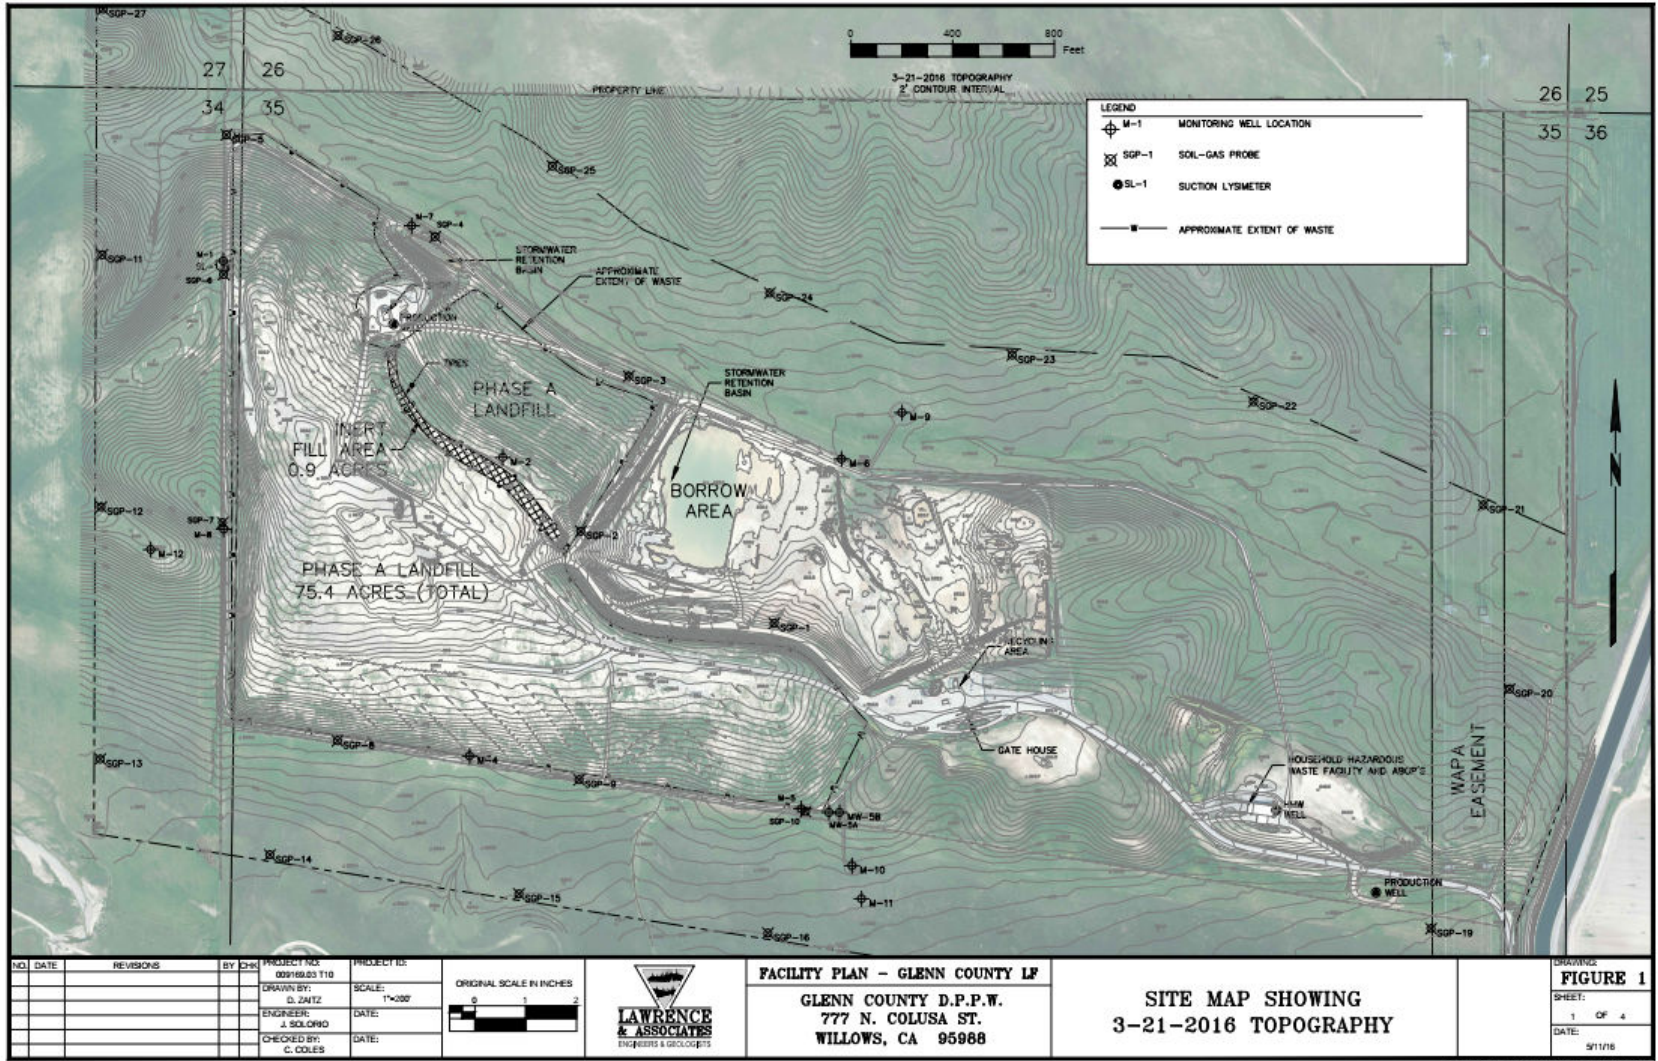 SGP-27
SGP-26
27 26
34 35
0 400 800
Feet
3-21-2016 TOPOGRAPHY
2' CONTOUR INTERVAL
PROPERTY LINE
26 25
35 36
LEGEND
M-1 MONITORING WELL LOCATION
SGP-1 SOIL-GAS PROBE
SL-1 SUCTION LYSIMETER
APPROXIMATE EXTENT OF WASTE
SGP-5
SGP-25
M-7
SGP-4
STORMWATER
RETENTION
BASIN
APPROXIMATE
EXTENT OF WASTE
SGP-11
M-1
SL-1
SGP-6
SGP-24
PRODUCTION
WELL
SGP-23
TIRES
PHASE A
LANDFILL
SGP-3
STORMWATER
RETENTION
BASIN
SGP-22
M-9
INERT
FILL AREA
0.9 ACRES
M-2
M-6
BORROW
AREA
N
SGP-12
SGP-7
M-8
M-12
SGP-2
SGP-21
PHASE A LANDFILL
75.4 ACRES (TOTAL)
SGP-1
RECYCLING
AREA
SGP-20
SGP-8
M-4
SGP-13
SGP-9
GATE HOUSE
HOUSEHOLD HAZARDOUS
WASTE FACILITY AND ABOP'S
WAPA
EASEMENT
M-5
SGP-10
MW-5A
MW-5B
HHW
WELL
SGP-14
M-10
SGP-15
M-11
PRODUCTION
WELL
SGP-16
SGP-19
NO. DATE REVISIONS BY CHK
PROJECT NO:
009169.03 T10
PROJECT ID:
DRAWN BY:
D. ZAITZ
SCALE:
1"=200'
ENGINEER:
J. SOLORIO
DATE:
CHECKED BY:
C. COLES
DATE:
ORIGINAL SCALE IN INCHES
0 1 2
LAWRENCE
& ASSOCIATES
ENGINEERS & GEOLOGISTS
FACILITY PLAN - GLENN COUNTY LF
GLENN COUNTY D.P.P.W.
777 N. COLUSA ST.
WILLOWS, CA 95988
SITE MAP SHOWING
3-21-2016 TOPOGRAPHY
DRAWING:
FIGURE 1
SHEET:
1 OF 4
DATE:
5/11/16